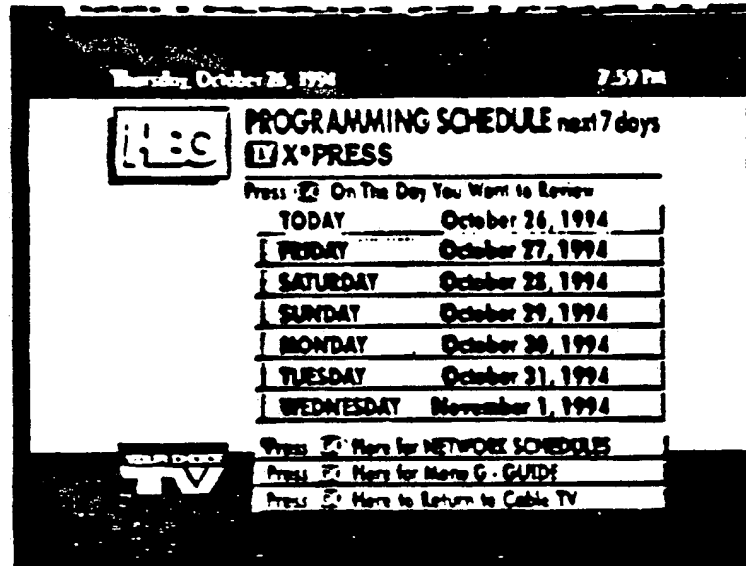 Thursday, October 26, 1994 7:59 PM
PROGRAMMING SCHEDULE next 7 days
TV X*PRESS
Press On The Day You Want to Review
TODAY October 26, 1994
FRIDAY October 27, 1994
SATURDAY October 28, 1994
SUNDAY October 29, 1994
MONDAY October 30, 1994
TUESDAY October 31, 1994
WEDNESDAY November 1, 1994
Press Here for NETWORK SCHEDULES
Press Here for Menu G - GUIDE
Press Here to Return to Cable TV
TV